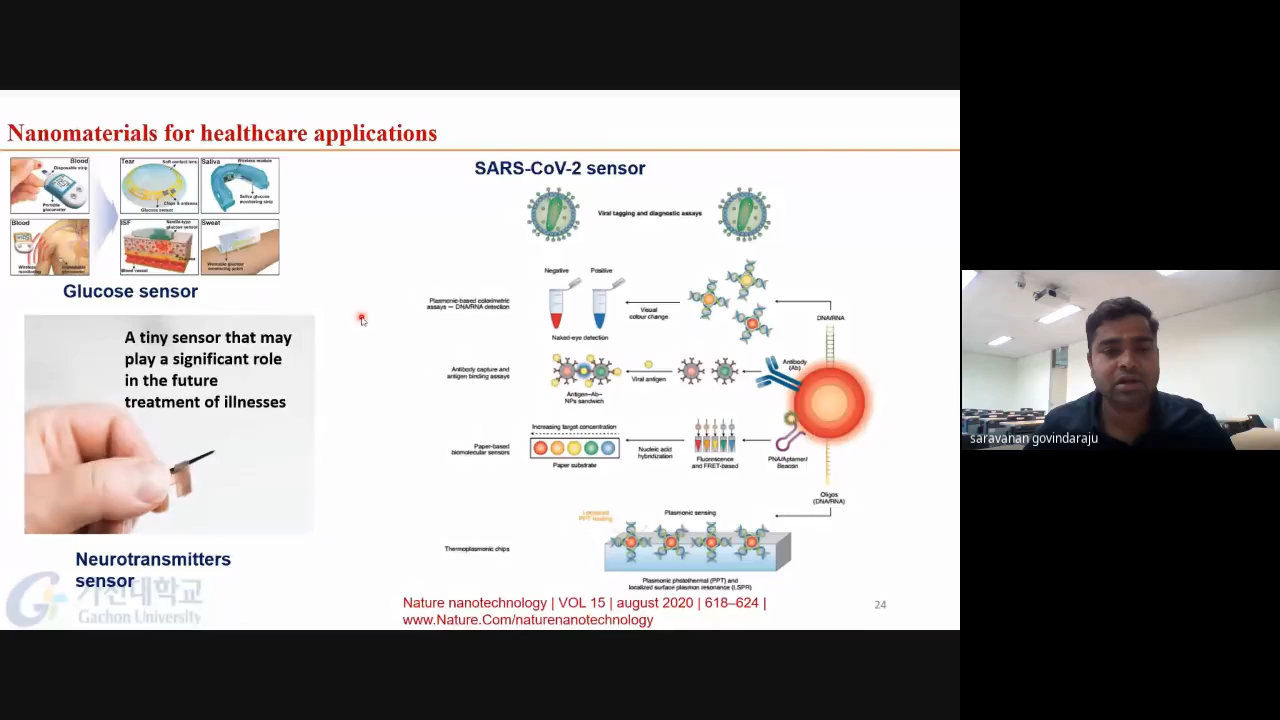 Nanomaterials for healthcare applications
Blood
Disposable strip
Portable
glucometer
Tear
Soft contact lens
Chips & antenna
Glucose sensor
Saliva
Wireless module
Saliva glucose
monitoring strip
Blood
Wireless
monitoring
ISF
Needle-type
glucose sensor
Blood vessel
Sweat
Wearable glucose
monitoring patch
Glucose sensor
A tiny sensor that may
play a significant role
in the future
treatment of illnesses
Neurotransmitters
sensor
가천대학교
Gachon University
SARS-CoV-2 sensor
Viral tagging and diagnostic assays
Negative
Positive
Plasmonic-based colorimetric
assays — DNA/RNA detection
Visual
colour change
Naked-eye detection
DNA/RNA
Antibody capture and
antigen binding assays
Viral antigen
Antigen–Ab–
NPs sandwich
Antibody
(Ab)
Increasing target concentration
Paper-based
biomolecular sensors
Paper substrate
Nucleic acid
hybridization
Fluorescence
and FRET-based
PNA/Aptamer/
Beacon
Oligos
(DNA/RNA)
Plasmonic sensing
PPT heating
Thermoplasmonic chips
Plasmonic photothermal (PPT) and
localized surface plasmon resonance (LSPR)
Nature nanotechnology | VOL 15 | august 2020 | 618–624 |
www.Nature.Com/naturenanotechnology
24
saravanan govindaraju